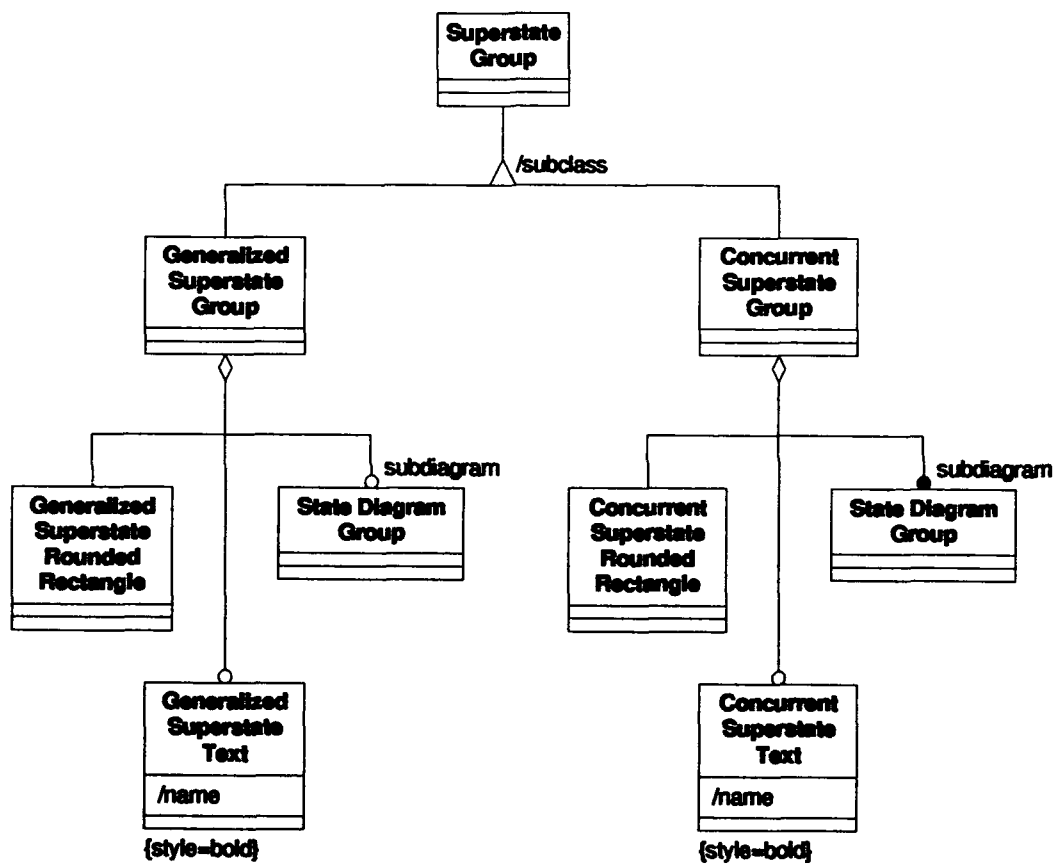 Superstate
Group
/subclass
Generalized
Superstate
Group
Concurrent
Superstate
Group
subdiagram
subdiagram
Generalized
Superstate
Rounded
Rectangle
State Diagram
Group
Concurrent
Superstate
Rounded
Rectangle
State Diagram
Group
Generalized
Superstate
Text
/name
{style=bold}
Concurrent
Superstate
Text
/name
{style=bold}